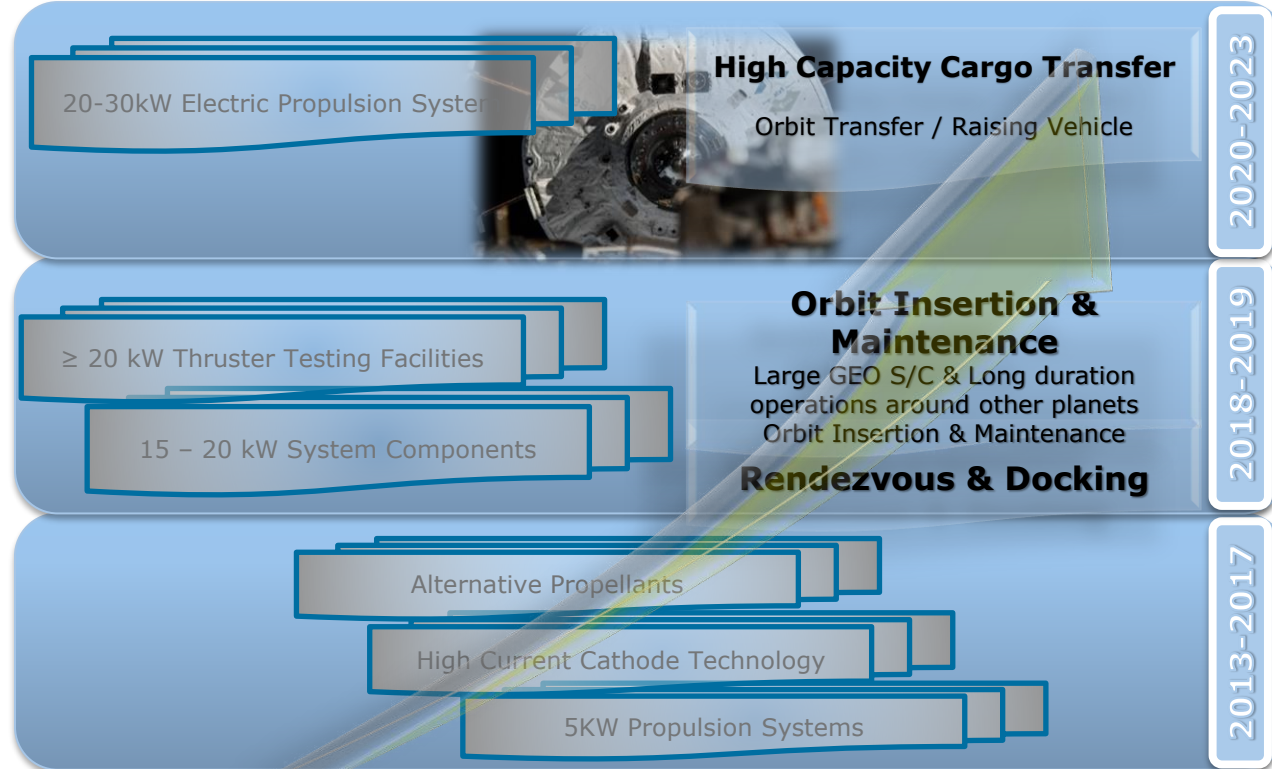 20-30kW Electric Propulsion System
High Capacity Cargo Transfer
Orbit Transfer / Raising Vehicle
2020-2023
≥ 20 kW Thruster Testing Facilities
15 – 20 kW System Components
Orbit Insertion &
Maintenance
Large GEO S/C & Long duration
operations around other planets
Orbit Insertion & Maintenance
Rendezvous & Docking
2018-2019
Alternative Propellants
High Current Cathode Technology
5KW Propulsion Systems
2013-2017